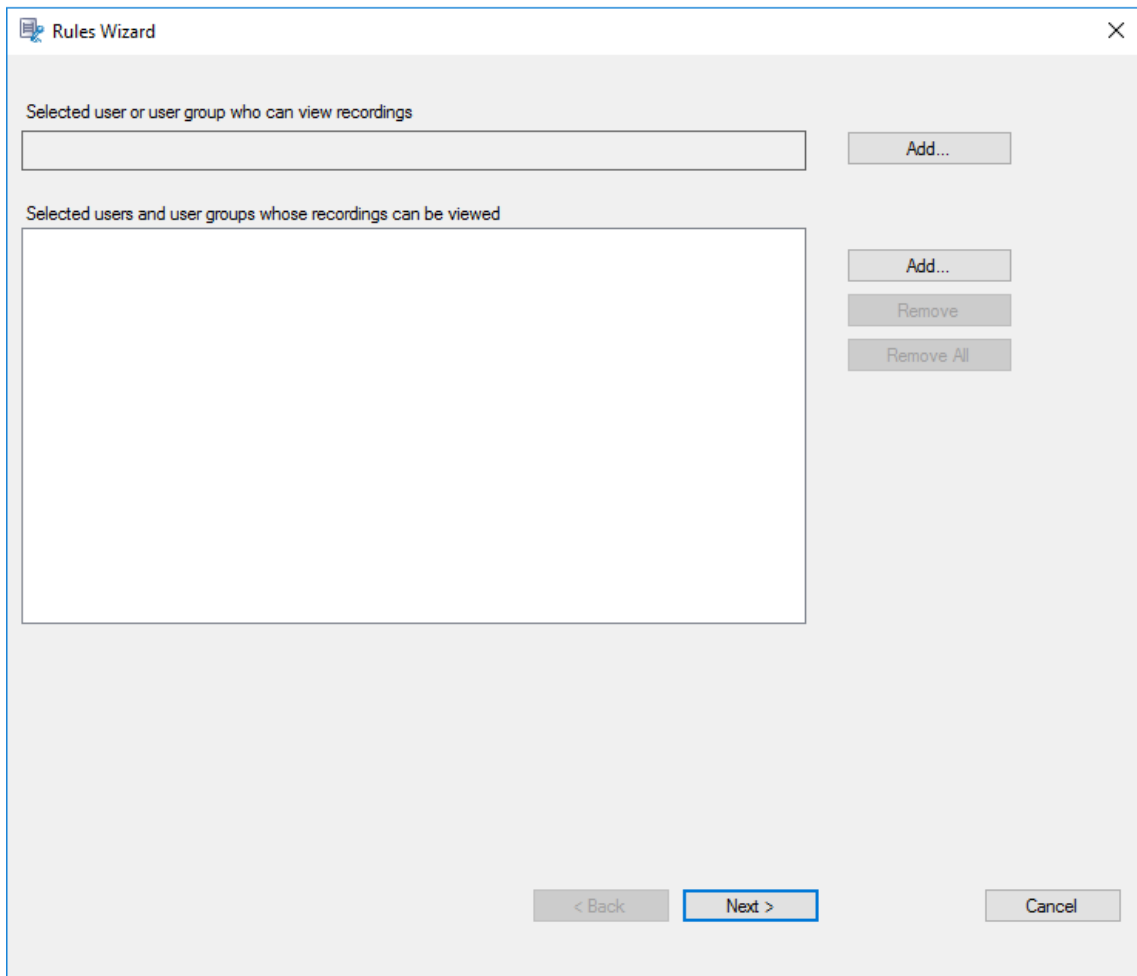 Rules Wizard
Selected user or user group who can view recordings
Add...
Selected users and user groups whose recordings can be viewed
Add...
Remove
Remove All
< Back
Next >
Cancel